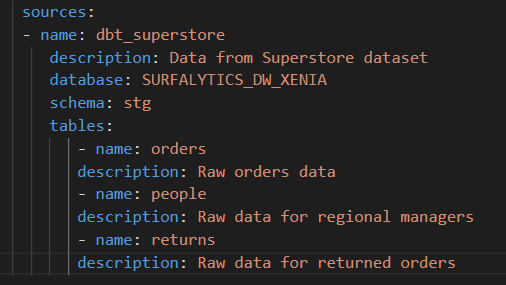 sources:
- name: dbt_superstore
description: Data from Superstore dataset
database: SURFALYTICS_DW_XENIA
schema: stg
tables:
- name: orders
description: Raw orders data
- name: people
description: Raw data for regional managers
- name: returns
description: Raw data for returned orders